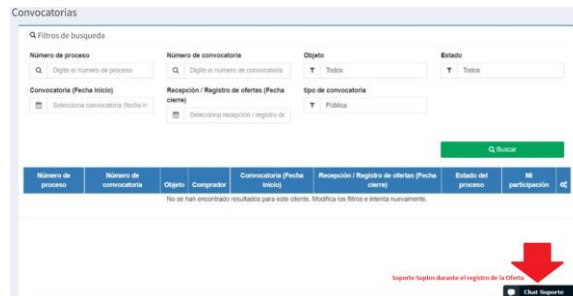 Convocatorias
Filtros de busqueda
Número de proceso
Número de convocatoria
Objeto
Estado
Digite el número de proceso
Digite el número de convocatoria
Todos
Todos
Convocatoria (Fecha inicio)
Recepción / Registro de ofertas (Fecha
cierre)
tipo de convocatoria
Selecciona convocatoria (fecha
Selecciona recepción / registro de
Pública
Buscar
Número de
proceso
Número de
convocatoria
Objeto
Comprador
Convocatoria (Fecha
inicio)
Recepción / Registro de ofertas (Fecha
cierre)
Estado del
proceso
Mi
participación
No se han encontrado resultados para este cliente. Modifica los filtros e intenta nuevamente.
Soporte Suplos durante el registro de la Oferta
Chat Soporte